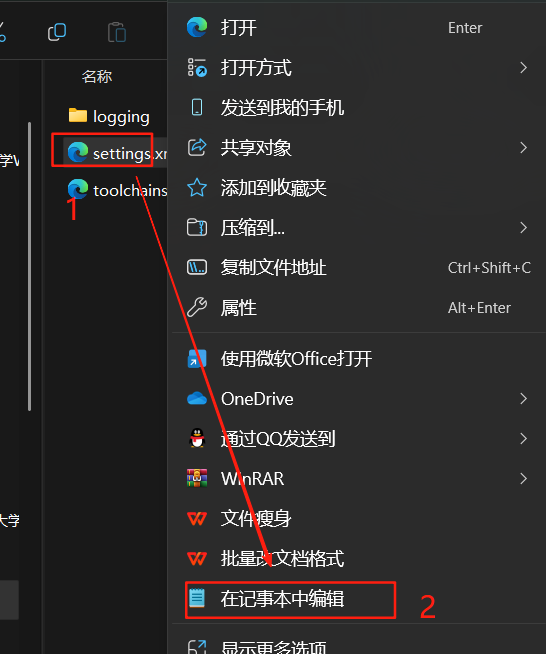 名称
logging
settings.xr
toolchains
学
大学
1
打开 Enter
打开方式
发送到我的手机
共享对象
添加到收藏夹
压缩到...
复制文件地址 Ctrl+Shift+C
属性 Alt+Enter
使用微软Office打开
OneDrive
通过QQ发送到
WinRAR
文件瘦身
批量改文档格式
在记事本中编辑
2
显示更多选项